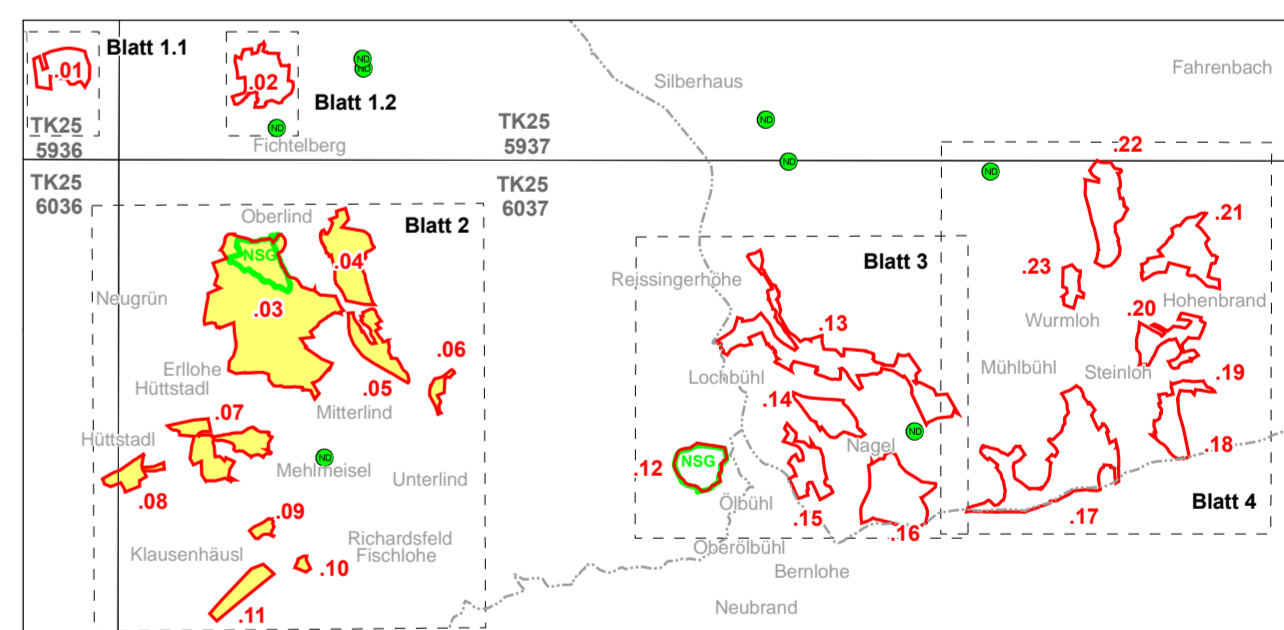 Blatt 1.1
.01
.02
ND
ND
Blatt 1.2
ND
Fichtelberg
TK25
5936
TK25
5937
Silberhaus
Fahrenbach
ND
ND
ND
TK25
6036
TK25
6037
Blatt 2
Oberlind
NSG
.04
.03
Neugrün
.05
.06
Erllohe
Hüttstadl
Mitterlind
.07
Hüttstadl
ND
Mehlmeisel
Unterlind
.08
.09
Klausenhäusl
Richardsfeld
Fischlohe
.10
.11
Blatt 3
Reissingerhöhe
.13
Lochbühl
.14
Nagel
ND
.12
NSG
Ölbühl
.15
.16
Oberölbühl
Bernlohe
Neubrand
.22
.21
.23
Hohenbrand
.20
Wurmloh
Mühlbühl
Steinloh
.19
.18
.17
Blatt 4